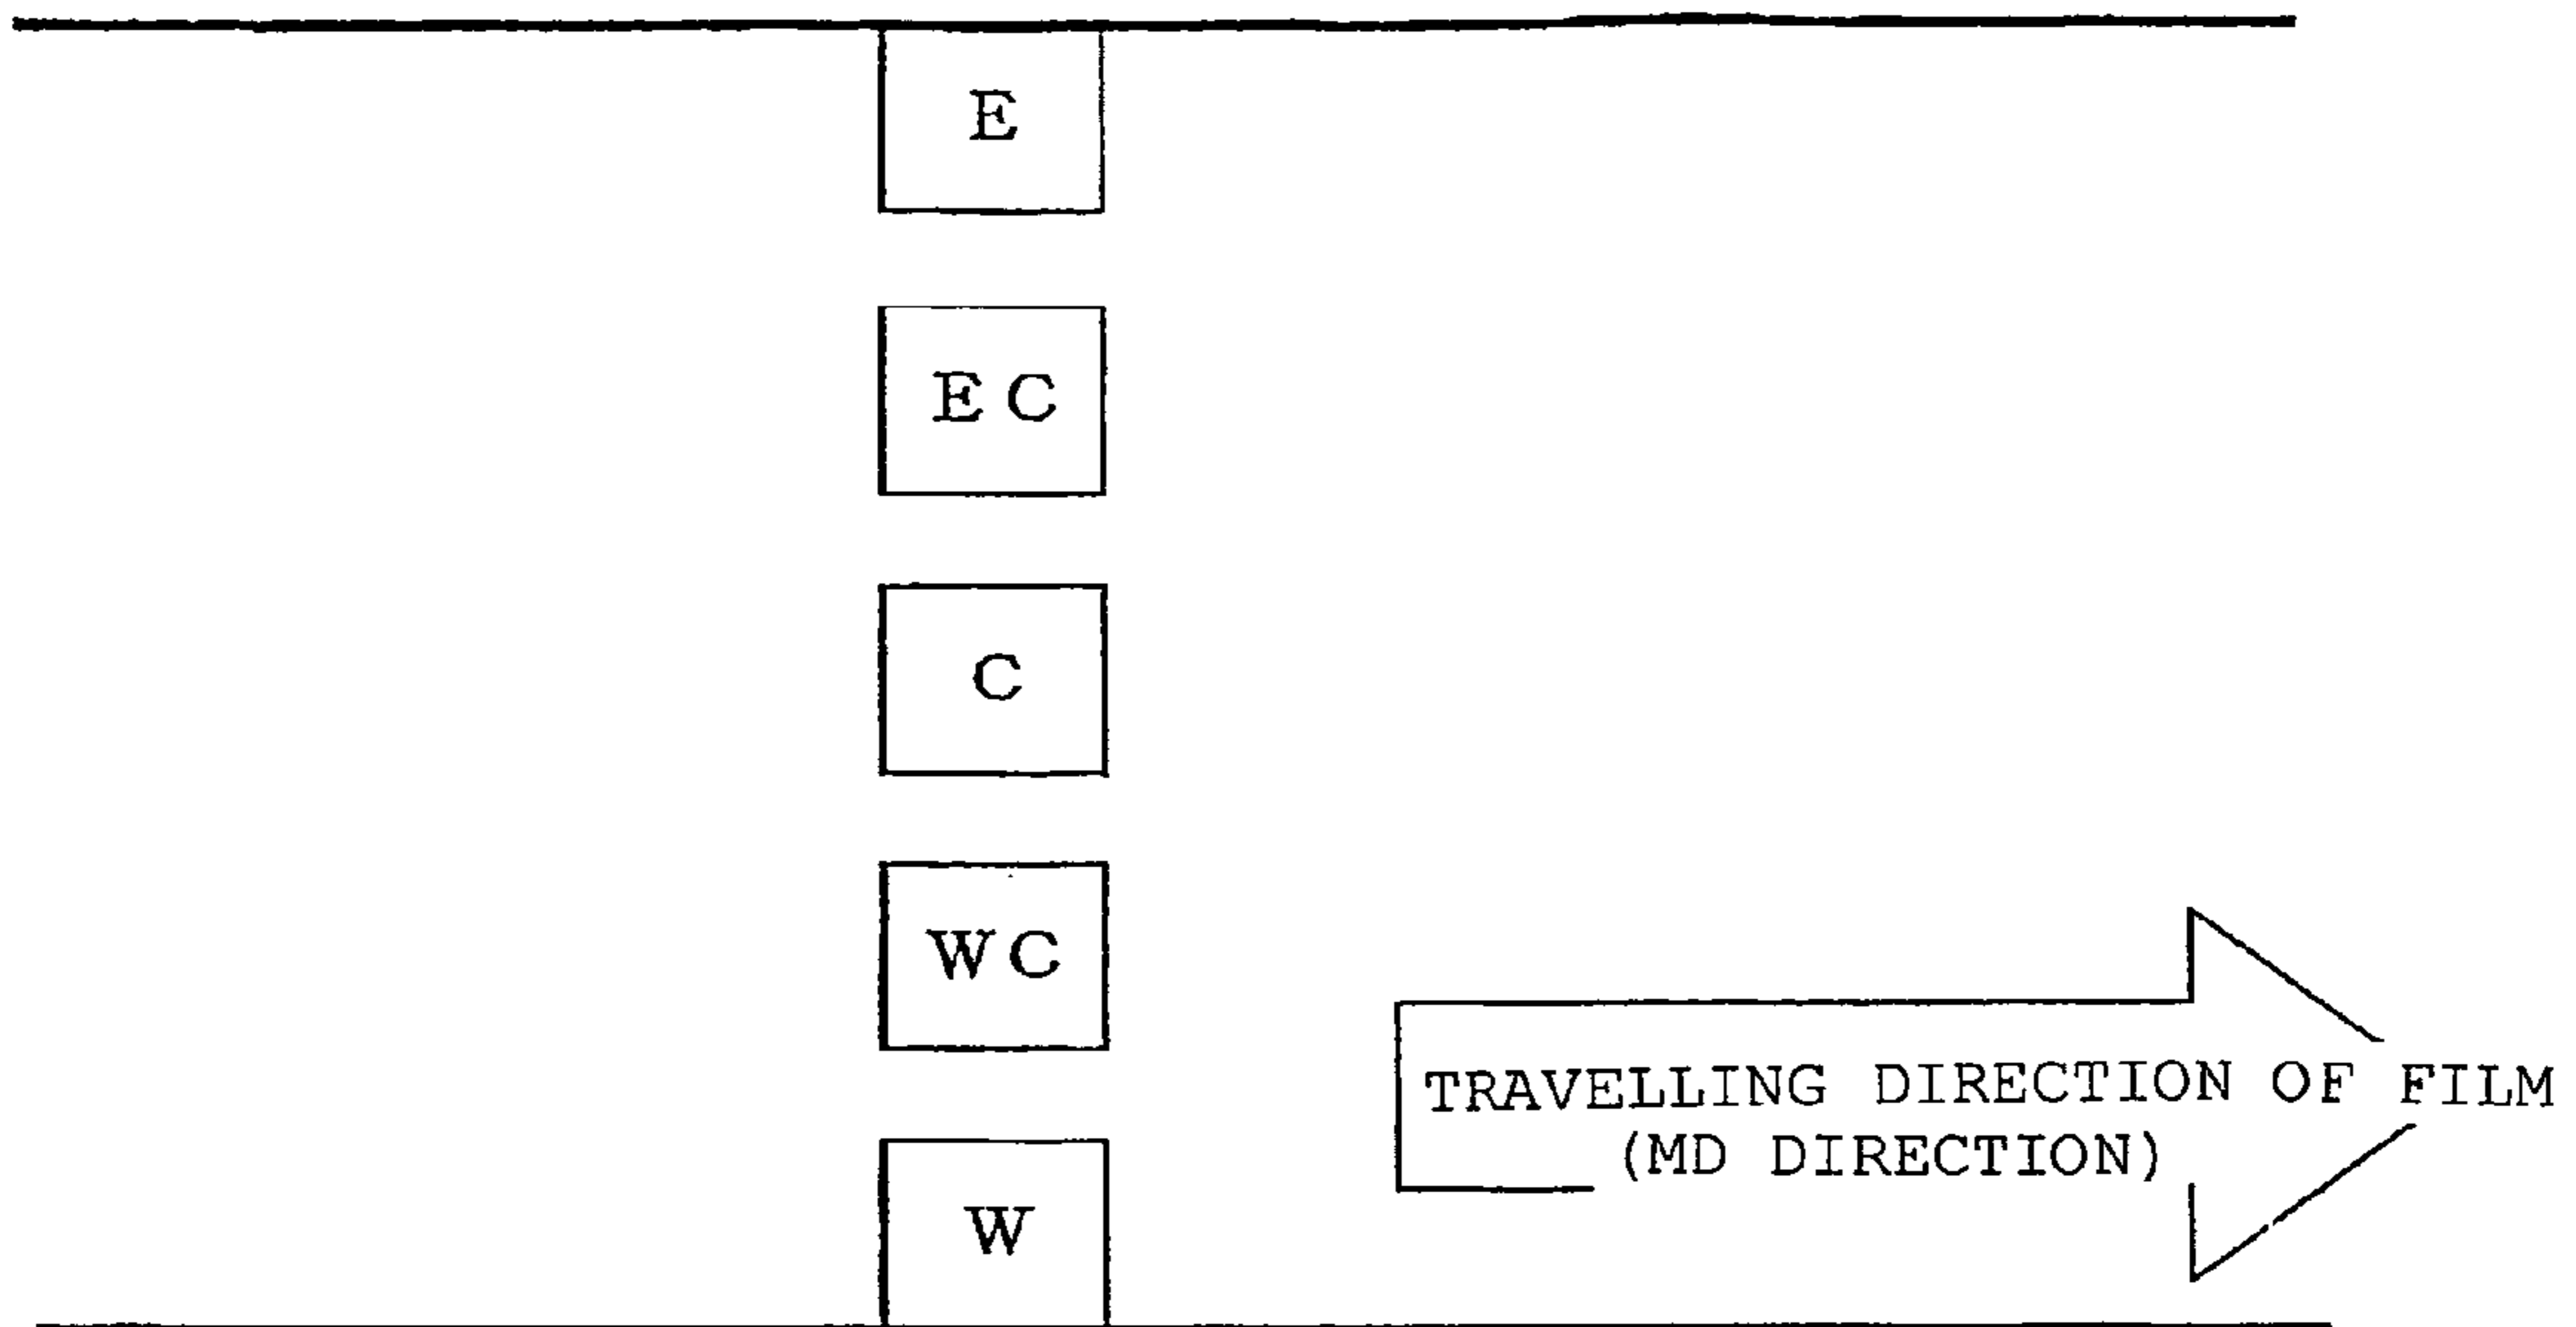 E
EC
C
WC
W
TRAVELLING DIRECTION OF FILM
(MD DIRECTION)